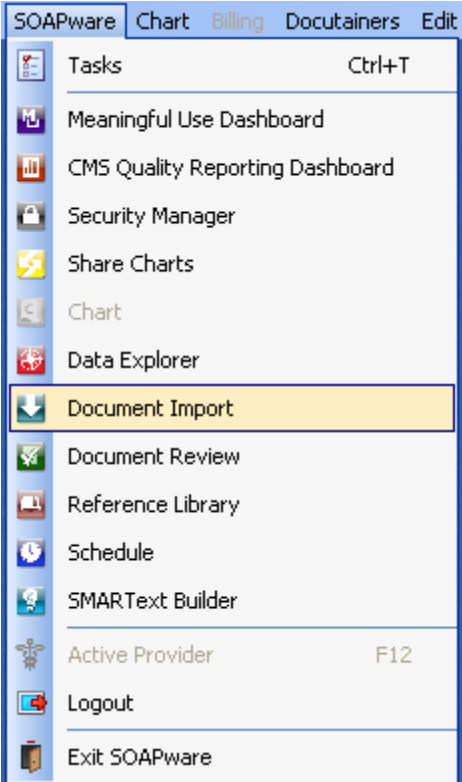 SOAPware Chart Billing Docutainers Edit
Tasks Ctrl+T
Meaningful Use Dashboard
CMS Quality Reporting Dashboard
Security Manager
Share Charts
Chart
Data Explorer
Document Import
Document Review
Reference Library
Schedule
SMARText Builder
Active Provider F12
Logout
Exit SOAPware